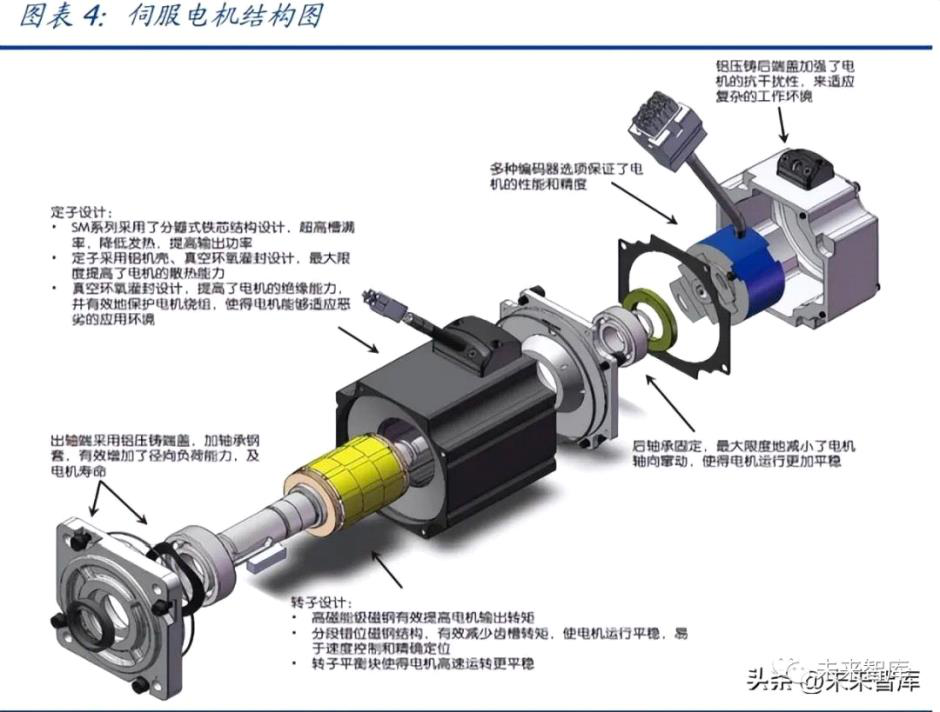 图表 4: 伺服电机结构图
铝压铸后端盖加强了电
机的抗干扰性,来适应
复杂的工作环境
多种编码器选项保证了电
机的性能和精度
定子设计:
• SM系列采用了分瓣式铁芯结构设计,超高槽满
率,降低发热,提高输出功率
• 定子采用铝机壳、真空环氧灌封设计,最大限
度提高了电机的散热能力
• 真空环氧灌封设计,提高了电机的绝缘能力,
并有效地保护电机绕组,使得电机能够适应恶
劣的应用环境
出轴端采用铝压铸端盖,加轴承钢
套,有效增加了径向负荷能力,及
电机寿命
后轴承固定,最大限度地减小了电机
轴向窜动,使得电机运行更加平稳
转子设计:
• 高磁能级磁钢有效提高电机输出转矩
• 分段错位磁钢结构,有效减少齿槽转矩,使电机运行平稳,易
于速度控制和精确定位
• 转子平衡块使得电机高速运转更平稳
未来智库
头条 @未来智库